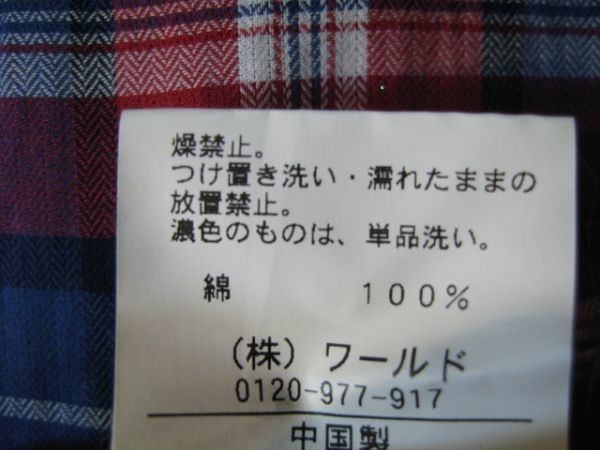 燥禁止。
つけ置き洗い・濡れたままの
放置禁止。
濃色のものは、単品洗い。
綿 100%
(株)ワールド
0120-977-917
中国製